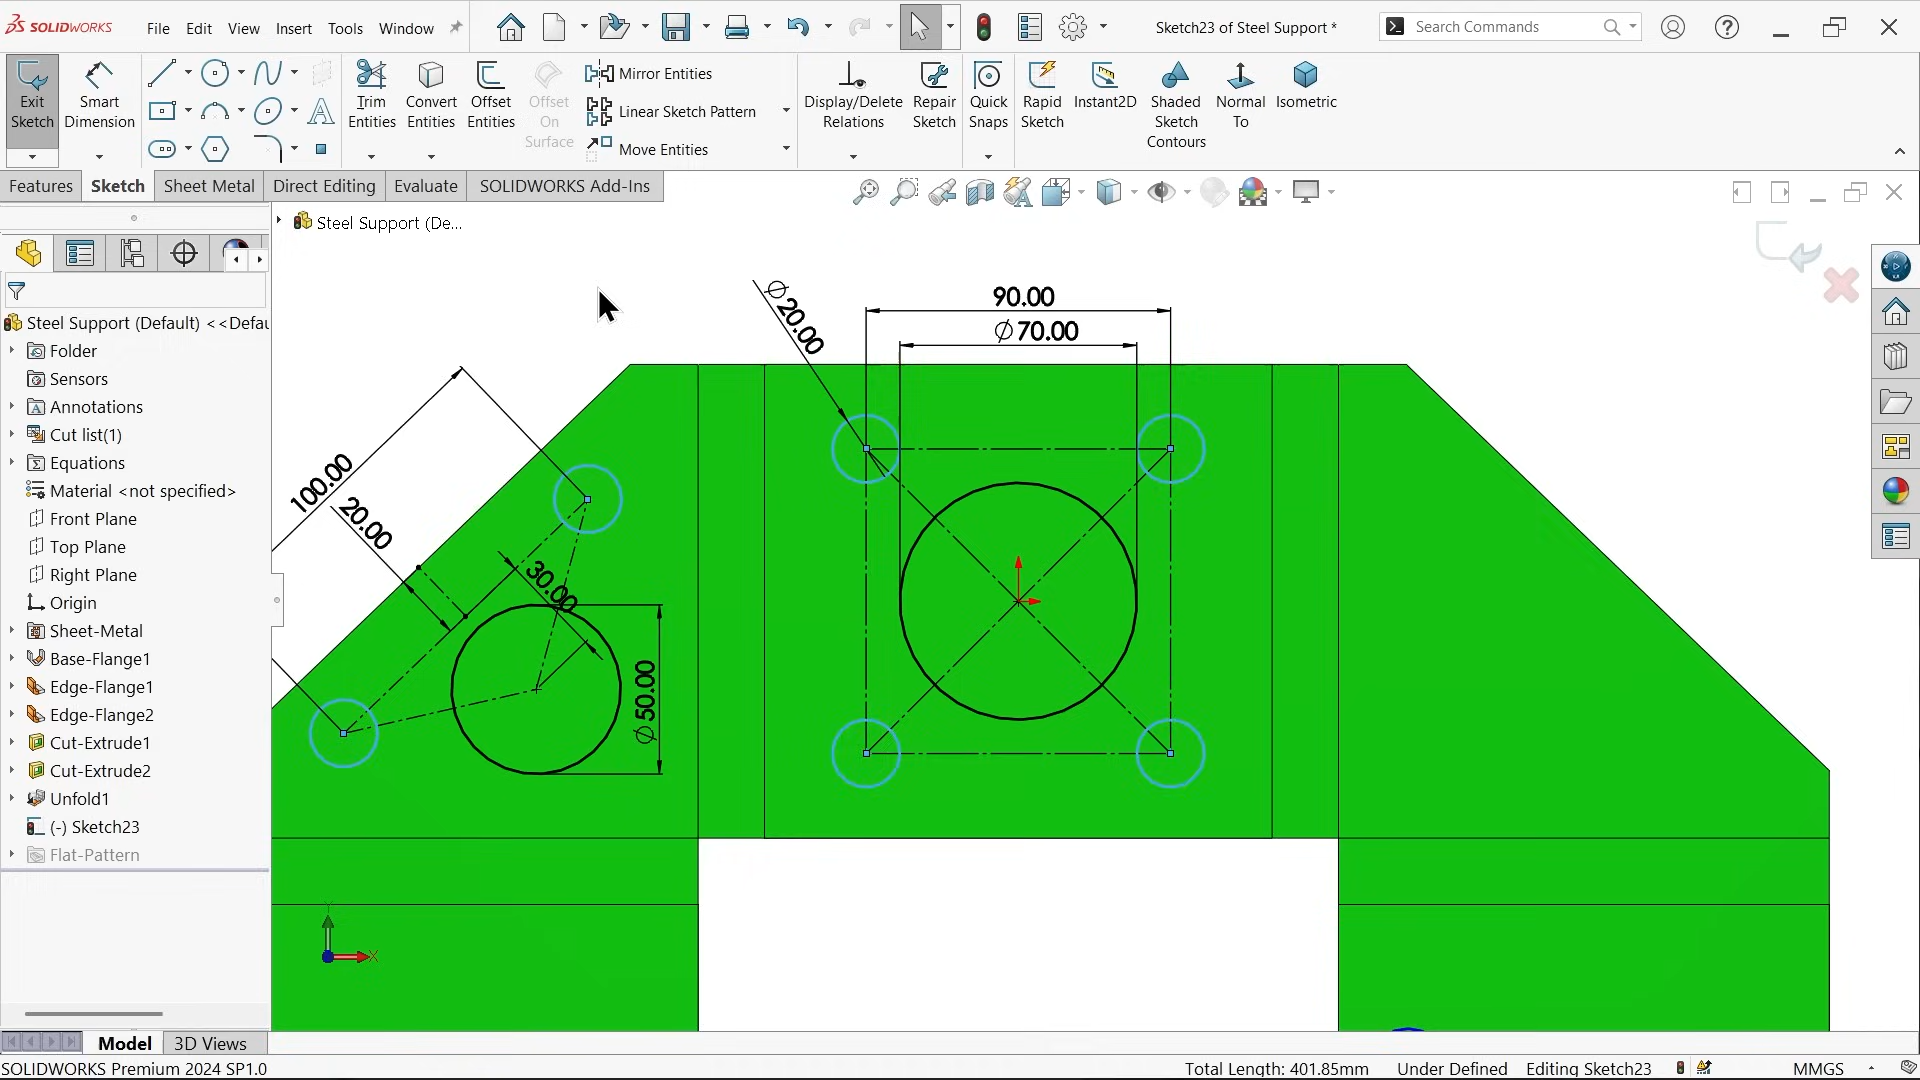 SOLIDWORKS
File
Edit
View
Insert
Tools
Window
Sketch23 of Steel Support *
Search Commands
Exit Sketch
Smart Dimension
Trim Entities
Convert Entities
Offset Entities
Offset On Surface
Mirror Entities
Linear Sketch Pattern
Move Entities
Display/Delete Relations
Repair Sketch
Quick Snaps
Rapid Sketch
Instant2D
Shaded Sketch Contours
Normal To
Isometric
Features
Sketch
Sheet Metal
Direct Editing
Evaluate
SOLIDWORKS Add-Ins
Steel Support (De...
Steel Support (Default) <<Defau
Folder
Sensors
Annotations
Cut list(1)
Equations
Material <not specified>
Front Plane
Top Plane
Right Plane
Origin
Sheet-Metal
Base-Flange1
Edge-Flange1
Edge-Flange2
Cut-Extrude1
Cut-Extrude2
Unfold1
(-) Sketch23
Flat-Pattern
∅20.00
90.00
∅70.00
100.00
20.00
30.00
∅50.00
Y
X
Model
3D Views
SOLIDWORKS Premium 2024 SP1.0
Total Length: 401.85mm
Under Defined
Editing Sketch23
MMGS